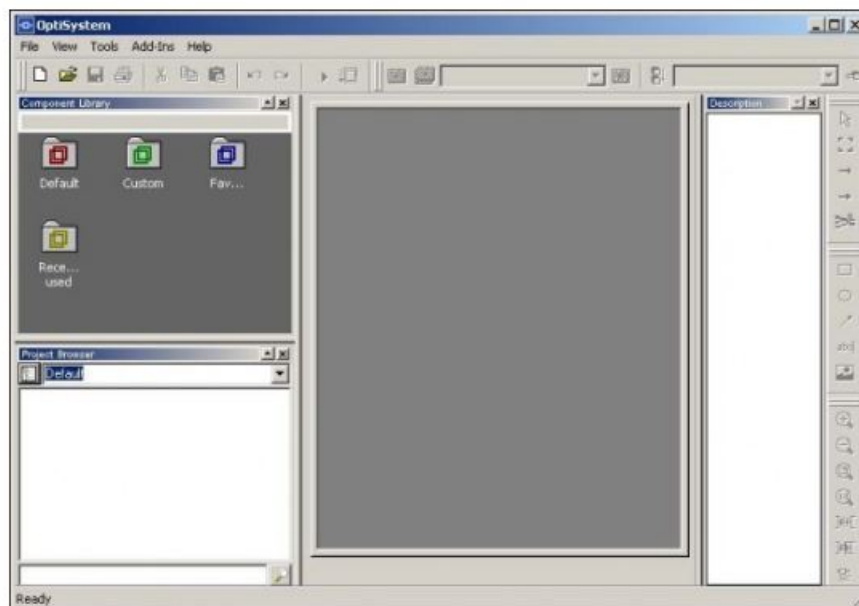 OptiSystem
File View Tools Add-Ins Help
Component Library
Description
Default Custom Fav...
Rece...
used
Project Browser
Default
abc
Ready